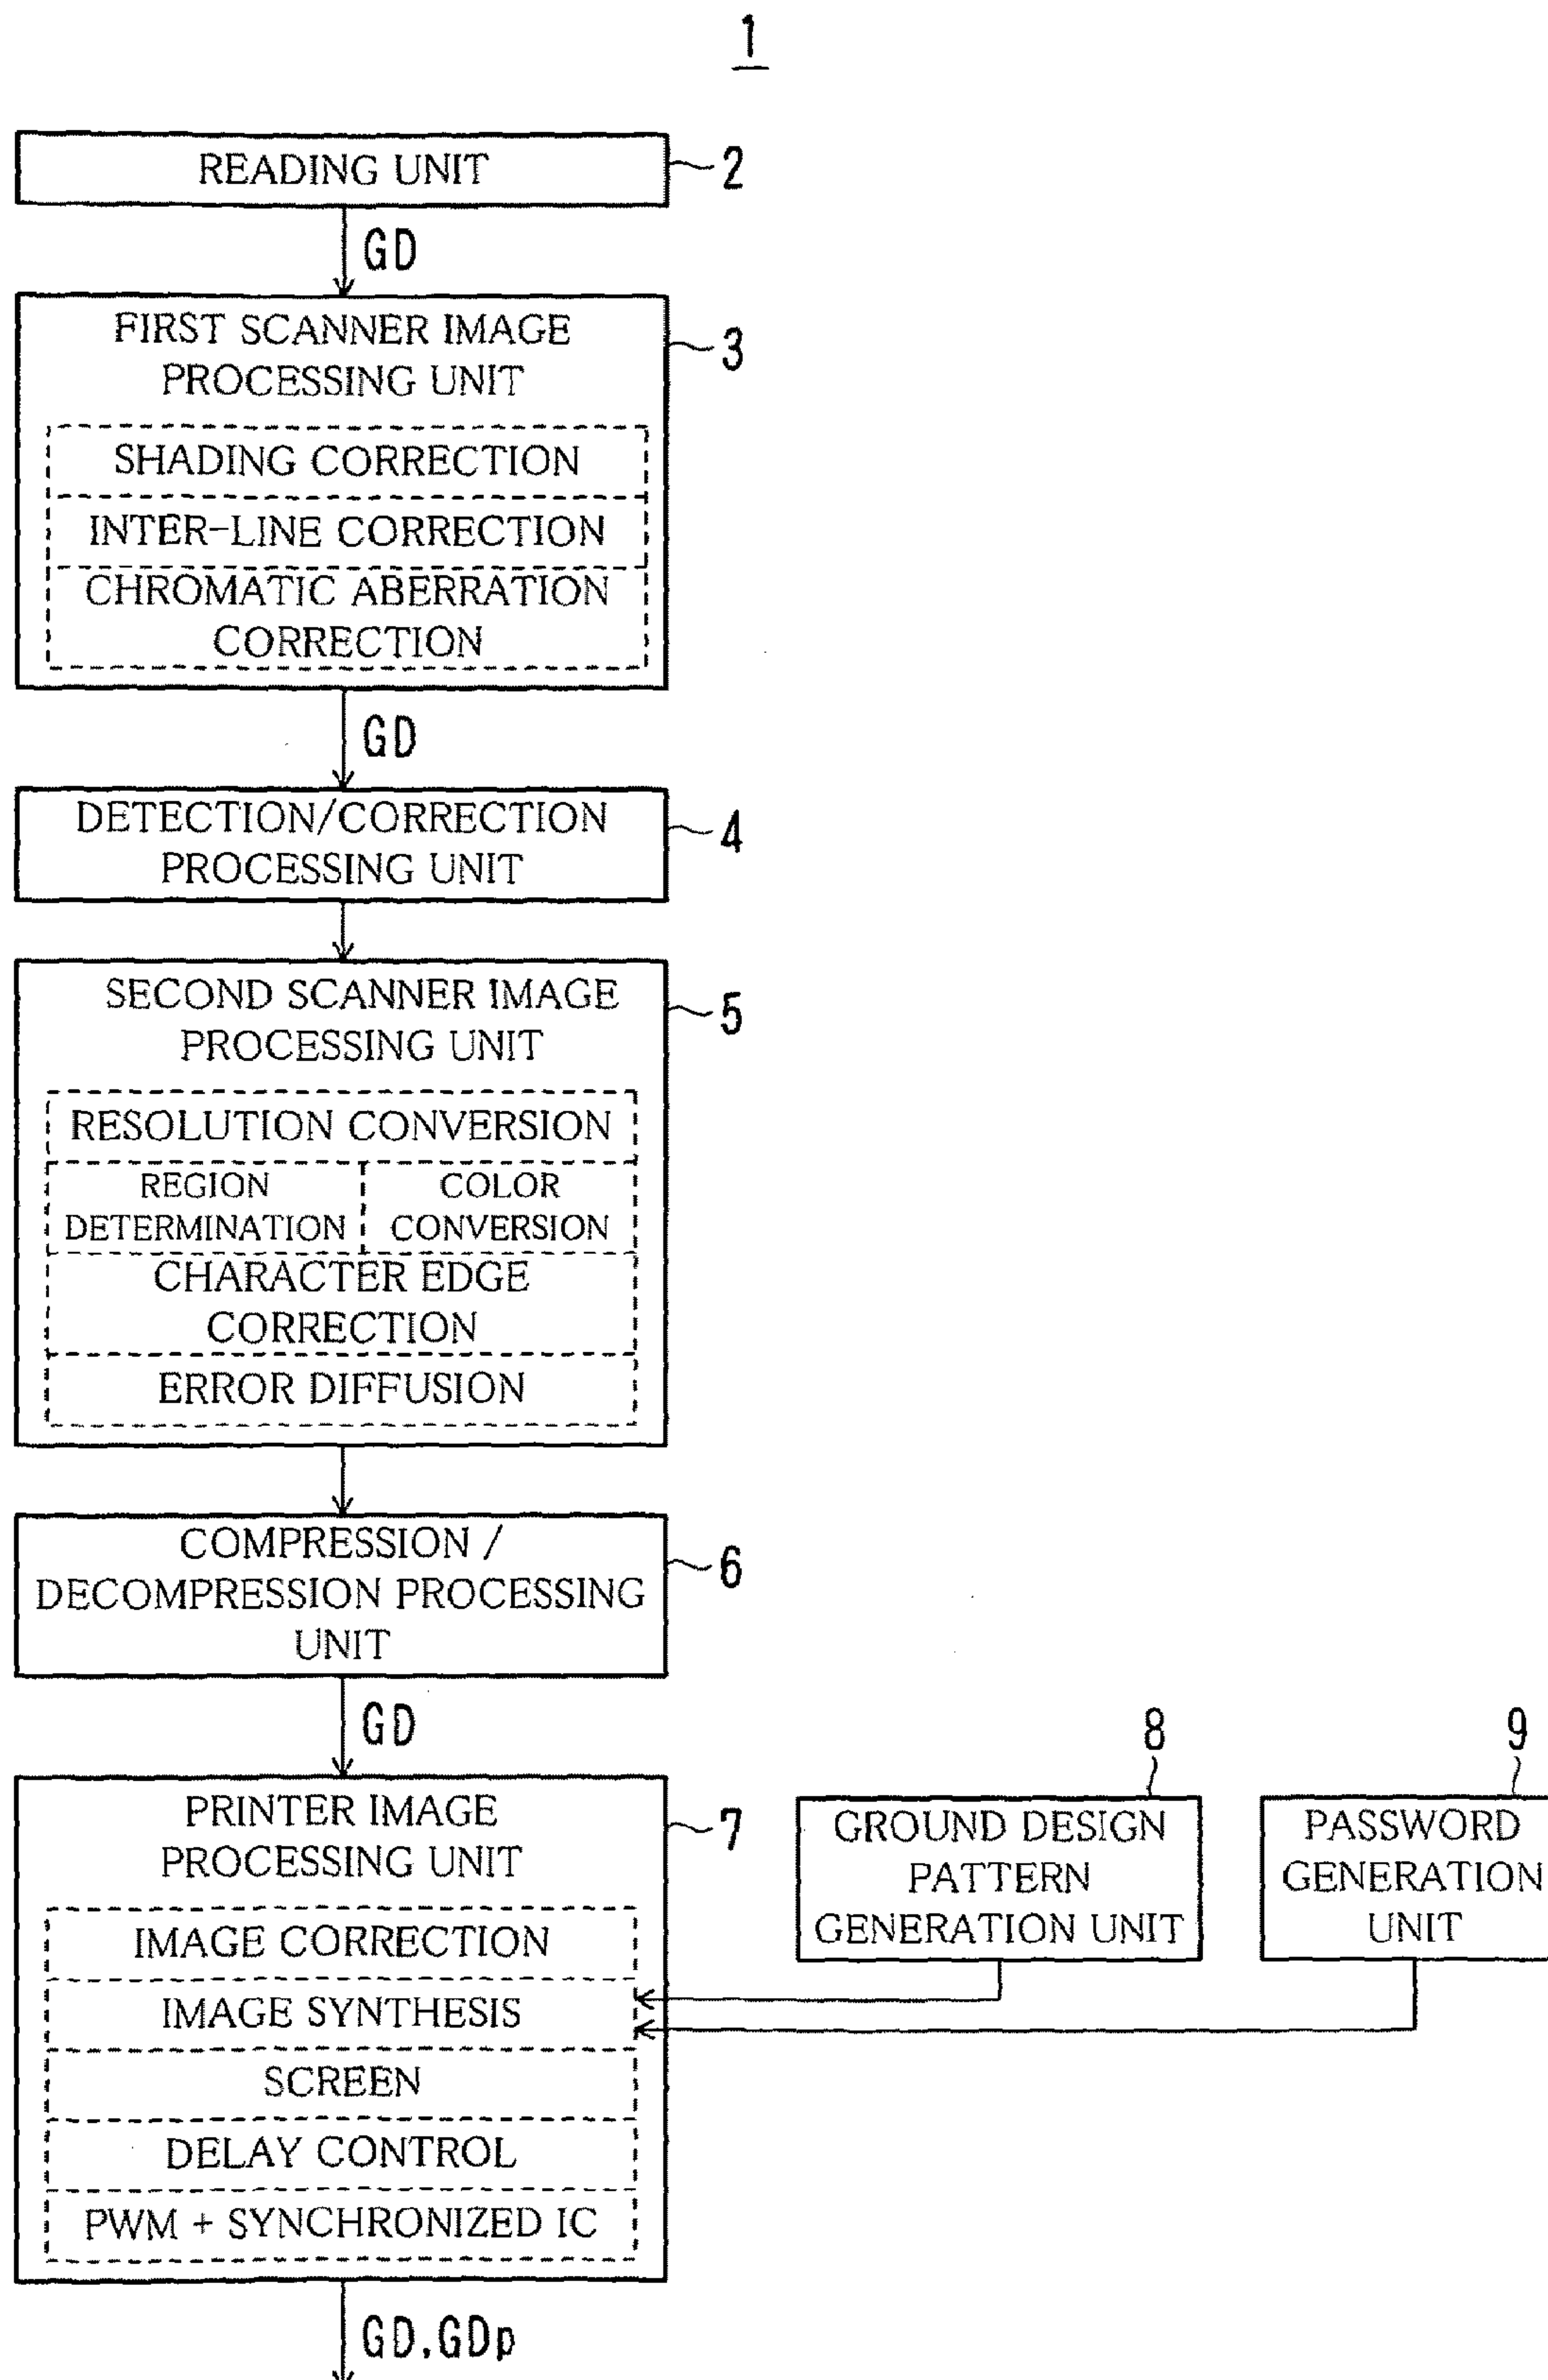 1
READING UNIT
2
GD
FIRST SCANNER IMAGE
PROCESSING UNIT
3
SHADING CORRECTION
INTER-LINE CORRECTION
CHROMATIC ABERRATION
CORRECTION
GD
DETECTION/CORRECTION
PROCESSING UNIT
4
SECOND SCANNER IMAGE
PROCESSING UNIT
5
RESOLUTION CONVERSION
REGION
DETERMINATION
COLOR
CONVERSION
CHARACTER EDGE
CORRECTION
ERROR DIFFUSION
COMPRESSION /
DECOMPRESSION PROCESSING
UNIT
6
GD
PRINTER IMAGE
PROCESSING UNIT
7
IMAGE CORRECTION
IMAGE SYNTHESIS
SCREEN
DELAY CONTROL
PWM + SYNCHRONIZED IC
8
GROUND DESIGN
PATTERN
GENERATION UNIT
9
PASSWORD
GENERATION
UNIT
GD.GDp